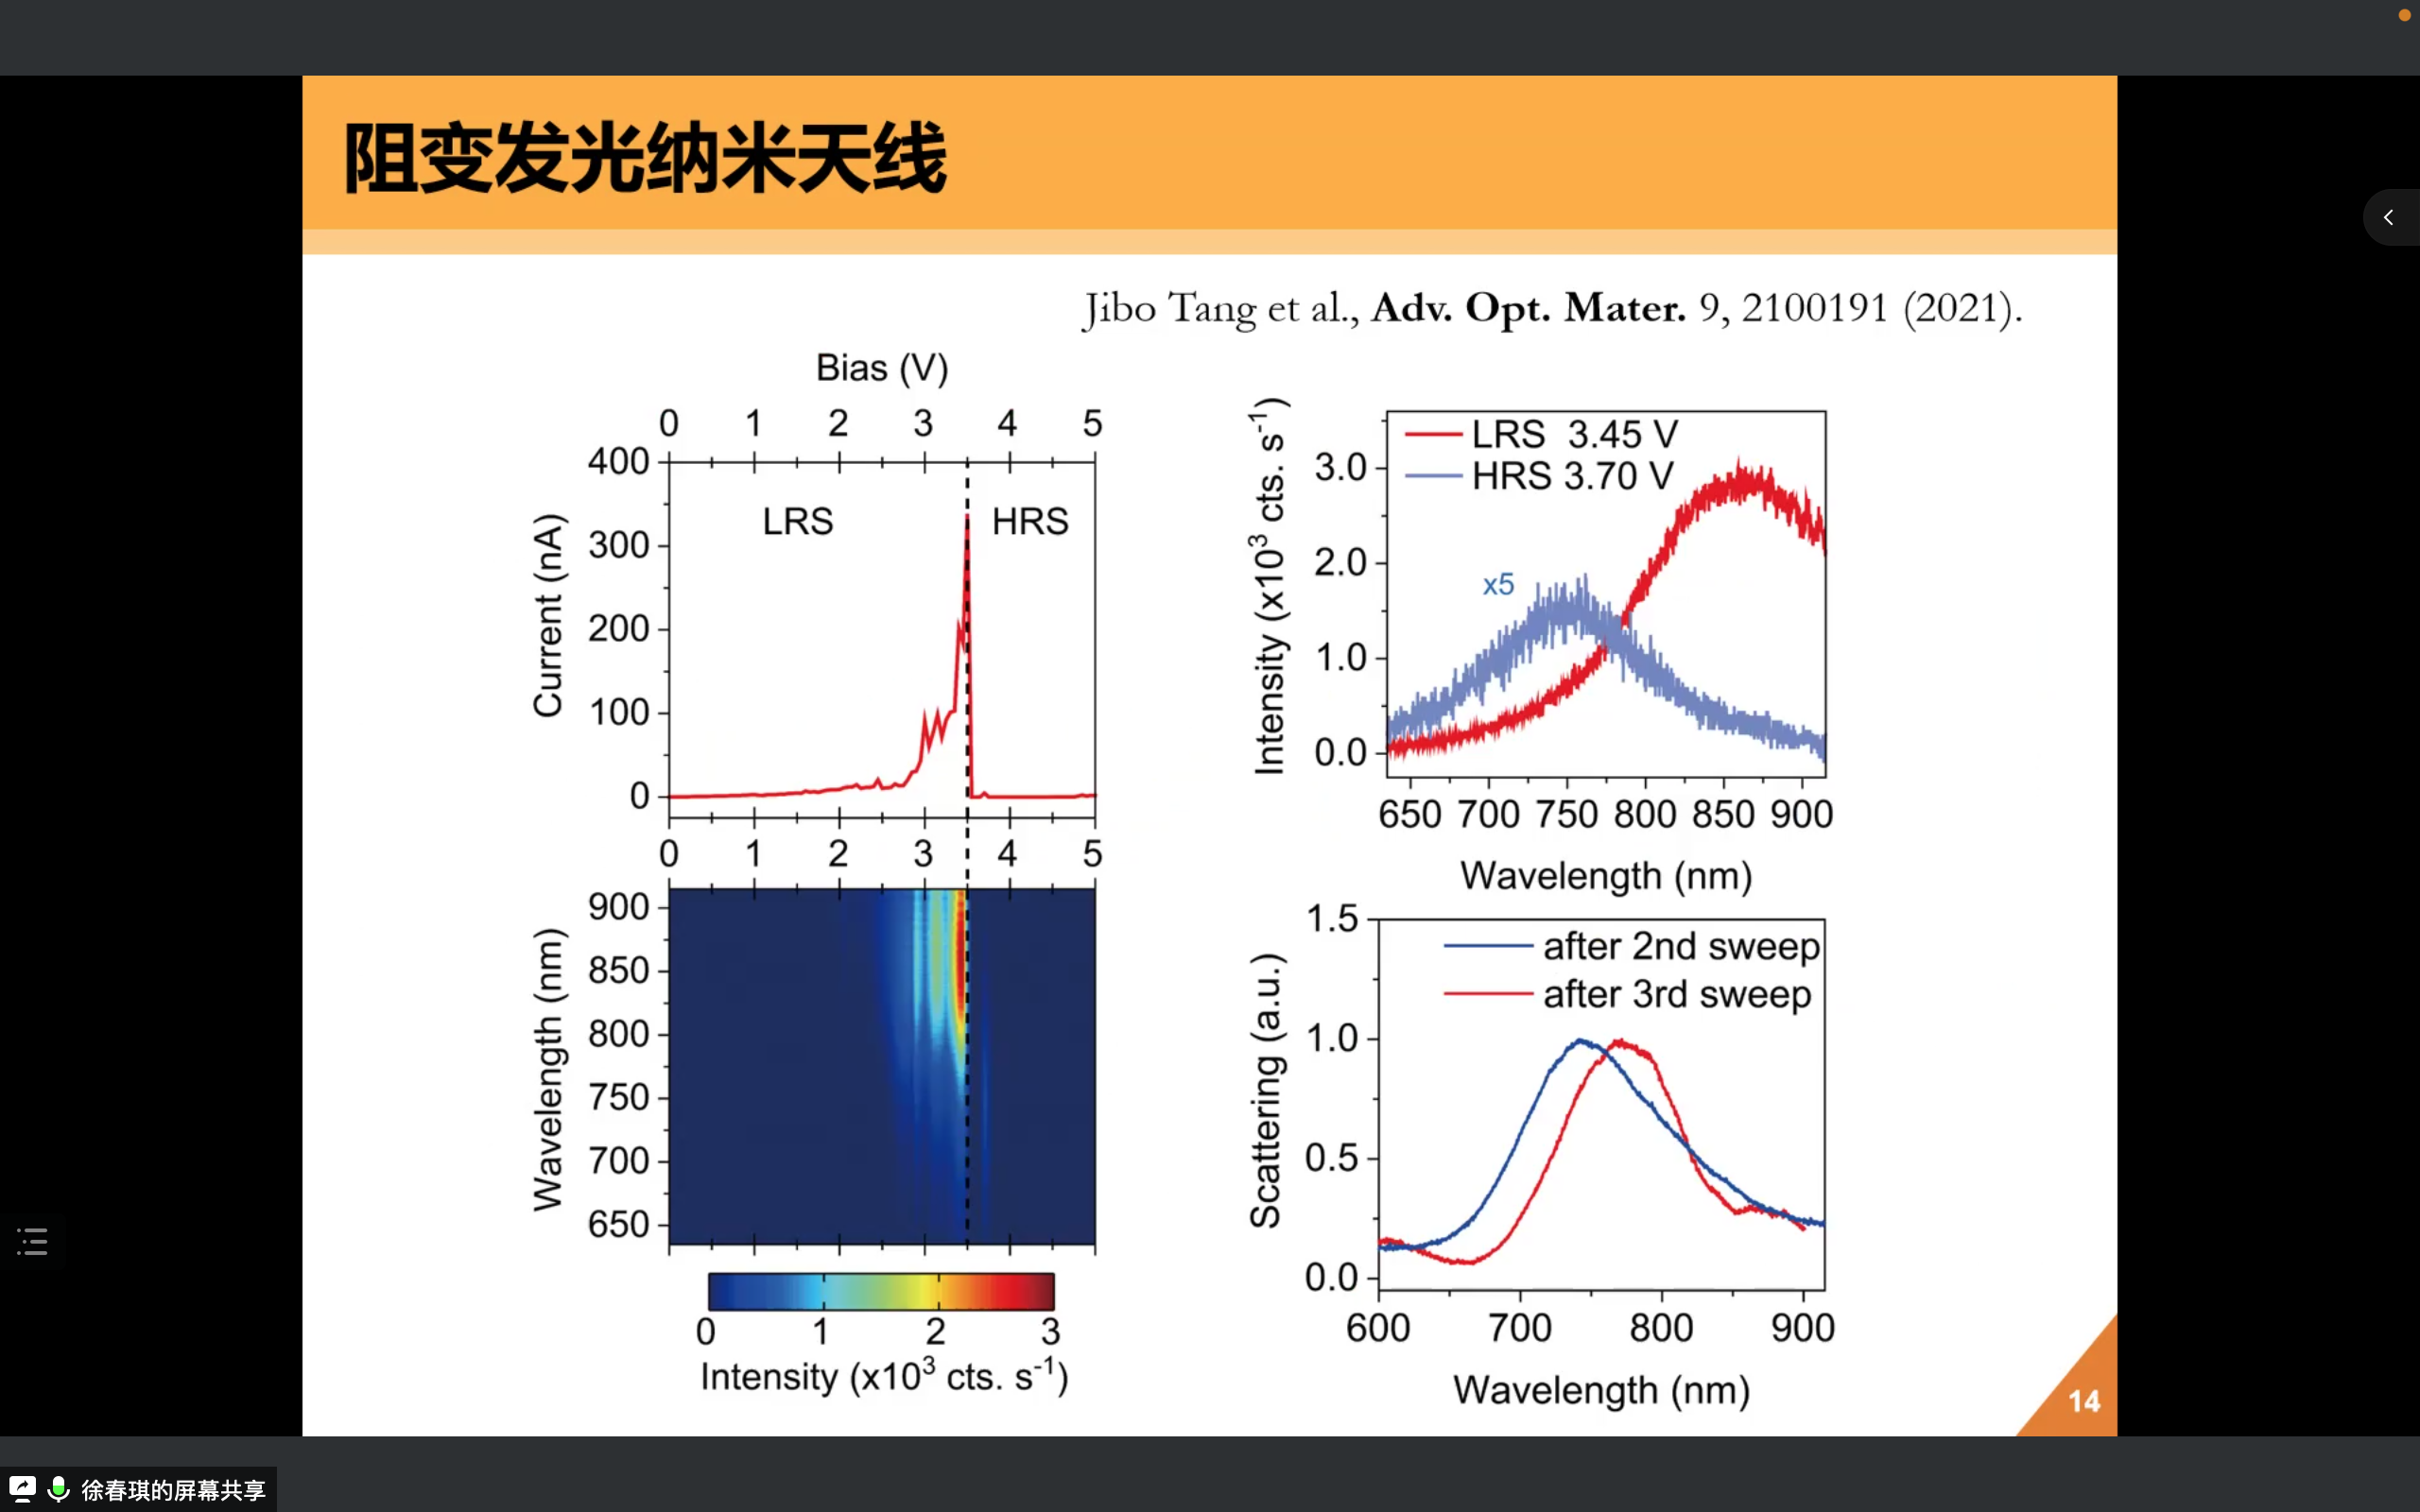 阻变发光纳米天线
Jibo Tang et al., Adv. Opt. Mater. 9, 2100191 (2021).
Bias (V)
0 1 2 3 4 5
400
300
200
100
0
Current (nA)
LRS HRS
0 1 2 3 4 5
900
850
800
750
700
650
Wavelength (nm)
0 1 2 3
Intensity (x10³ cts. s⁻¹)
LRS 3.45 V
HRS 3.70 V
x5
3.0
2.0
1.0
0.0
Intensity (x10³ cts. s⁻¹)
650 700 750 800 850 900
Wavelength (nm)
after 2nd sweep
after 3rd sweep
1.5
1.0
0.5
0.0
Scattering (a.u.)
600 700 800 900
Wavelength (nm)
14
徐春琪的屏幕共享